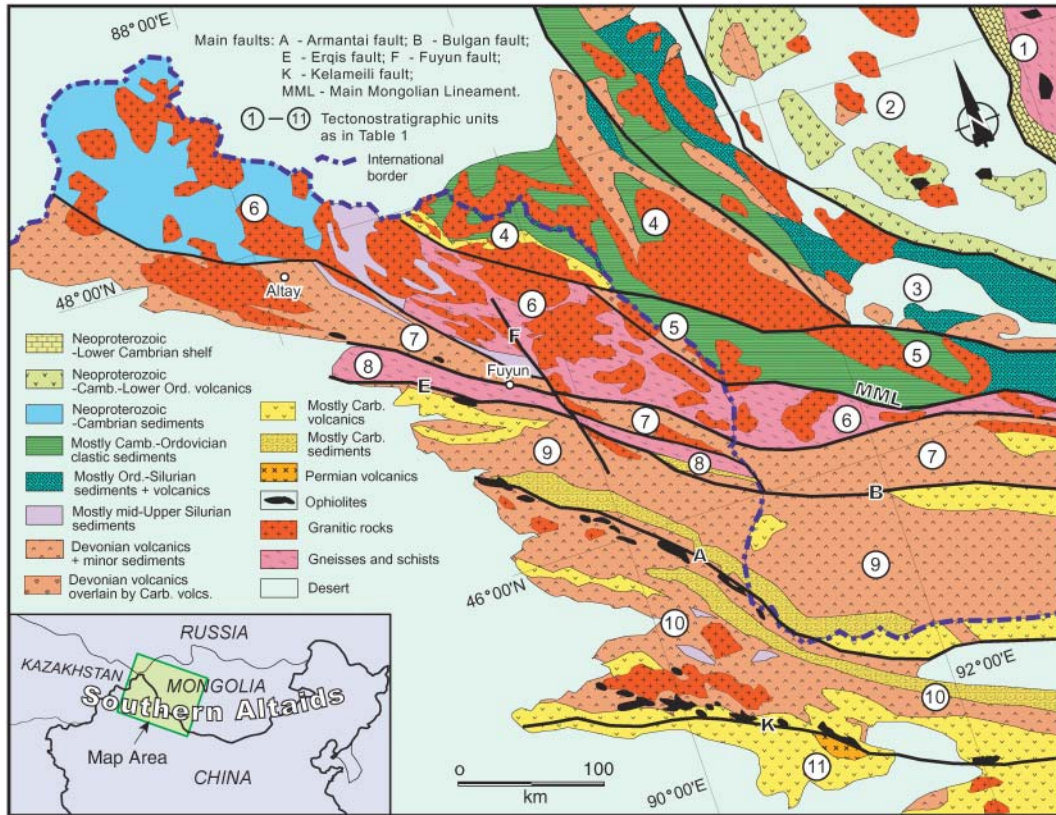 88°00'E
90°00'E
Main faults: A - Armantai fault; B - Bulgan fault;
E - Erqis fault; F - Fuyun fault;
K - Kelameili fault;
MML - Main Mongolian Lineament.
1 — 11 Tectonostratigraphic units
as in Table 1
International
border
1
2
6
4
4
3
48°00'N
Altay
6
5
5
7
F
MML
8
Fuyun
E
6
7
7
9
8
B
Neoproterozoic
-Lower Cambrian shelf
Neoproterozoic
-Camb.-Lower Ord. volcanics
Neoproterozoic
-Cambrian sediments
Mostly Camb.-Ordovician
clastic sediments
Mostly Ord.-Silurian
sediments + volcanics
Mostly mid-Upper Silurian
sediments
Devonian volcanics
+ minor sediments
Devonian volcanics
overlain by Carb. volcs.
Mostly Carb.
volcanics
Mostly Carb.
sediments
Permian volcanics
Ophiolites
Granitic rocks
Gneisses and schists
Desert
A
9
46°00'N
10
92°00'E
10
K
11
O 100
km
90°00'E
RUSSIA
KAZAKHSTAN
MONGOLIA
Southern Altaids
Map Area
CHINA